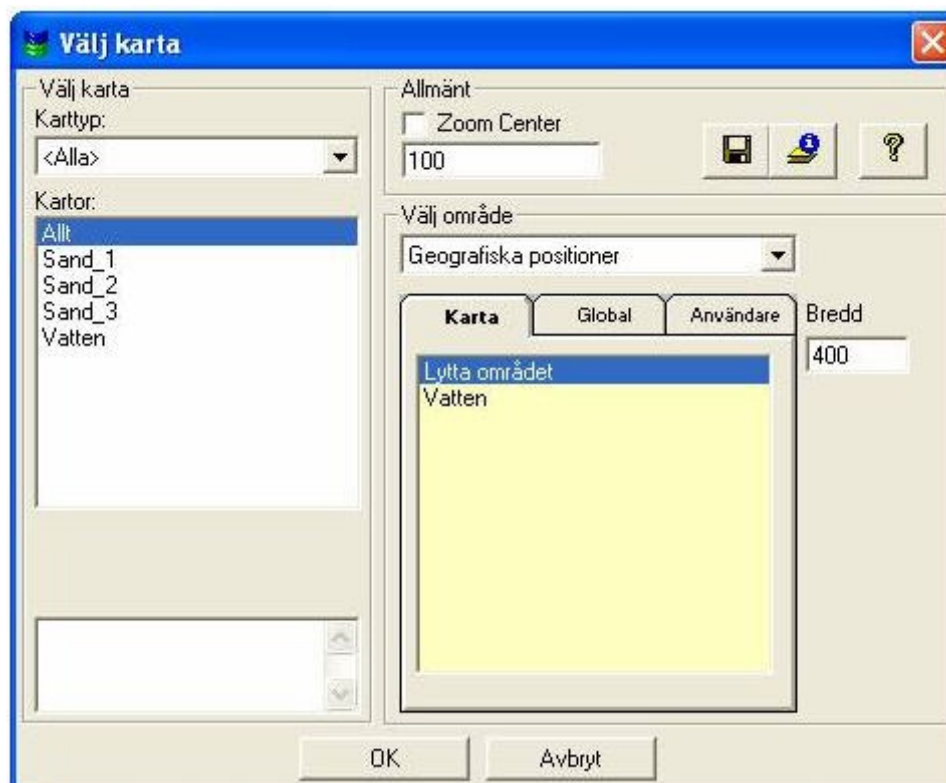 Välj karta
Välj karta
Karttyp:
<Alla>
Kartor:
Allt
Sand_1
Sand_2
Sand_3
Vatten
Allmänt
Zoom Center
100
Välj område
Geografiska positioner
Karta
Global
Användare
Bredd
400
Lytta området
Vatten
OK
Avbryt